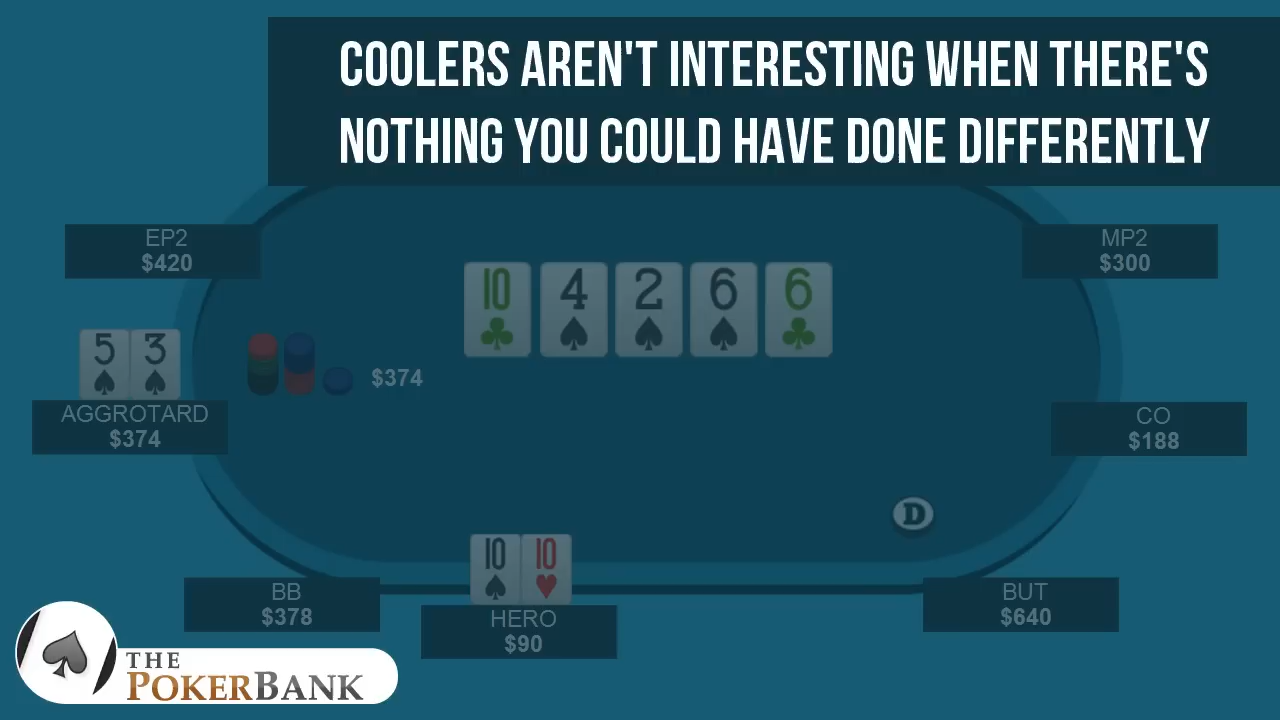 COOLERS AREN'T INTERESTING WHEN THERE'S
NOTHING YOU COULD HAVE DONE DIFFERENTLY
EP2
$420
MP2
$300
10 4 2 6 6
5 3
$374
AGGROTARD
$374
CO
$188
D
10 10
BB
$378
HERO
$90
BUT
$640
THE
POKERBANK